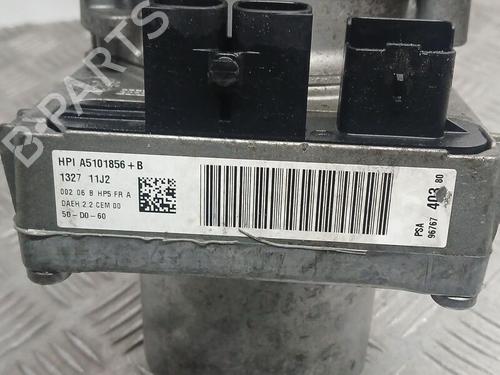 HPI A5101856+B
1327 11J2
002 06 B HP5 FR A
DAEH 2.2 CEM 00
50-D0-60
PSA
96767 403 80
B-PARTS